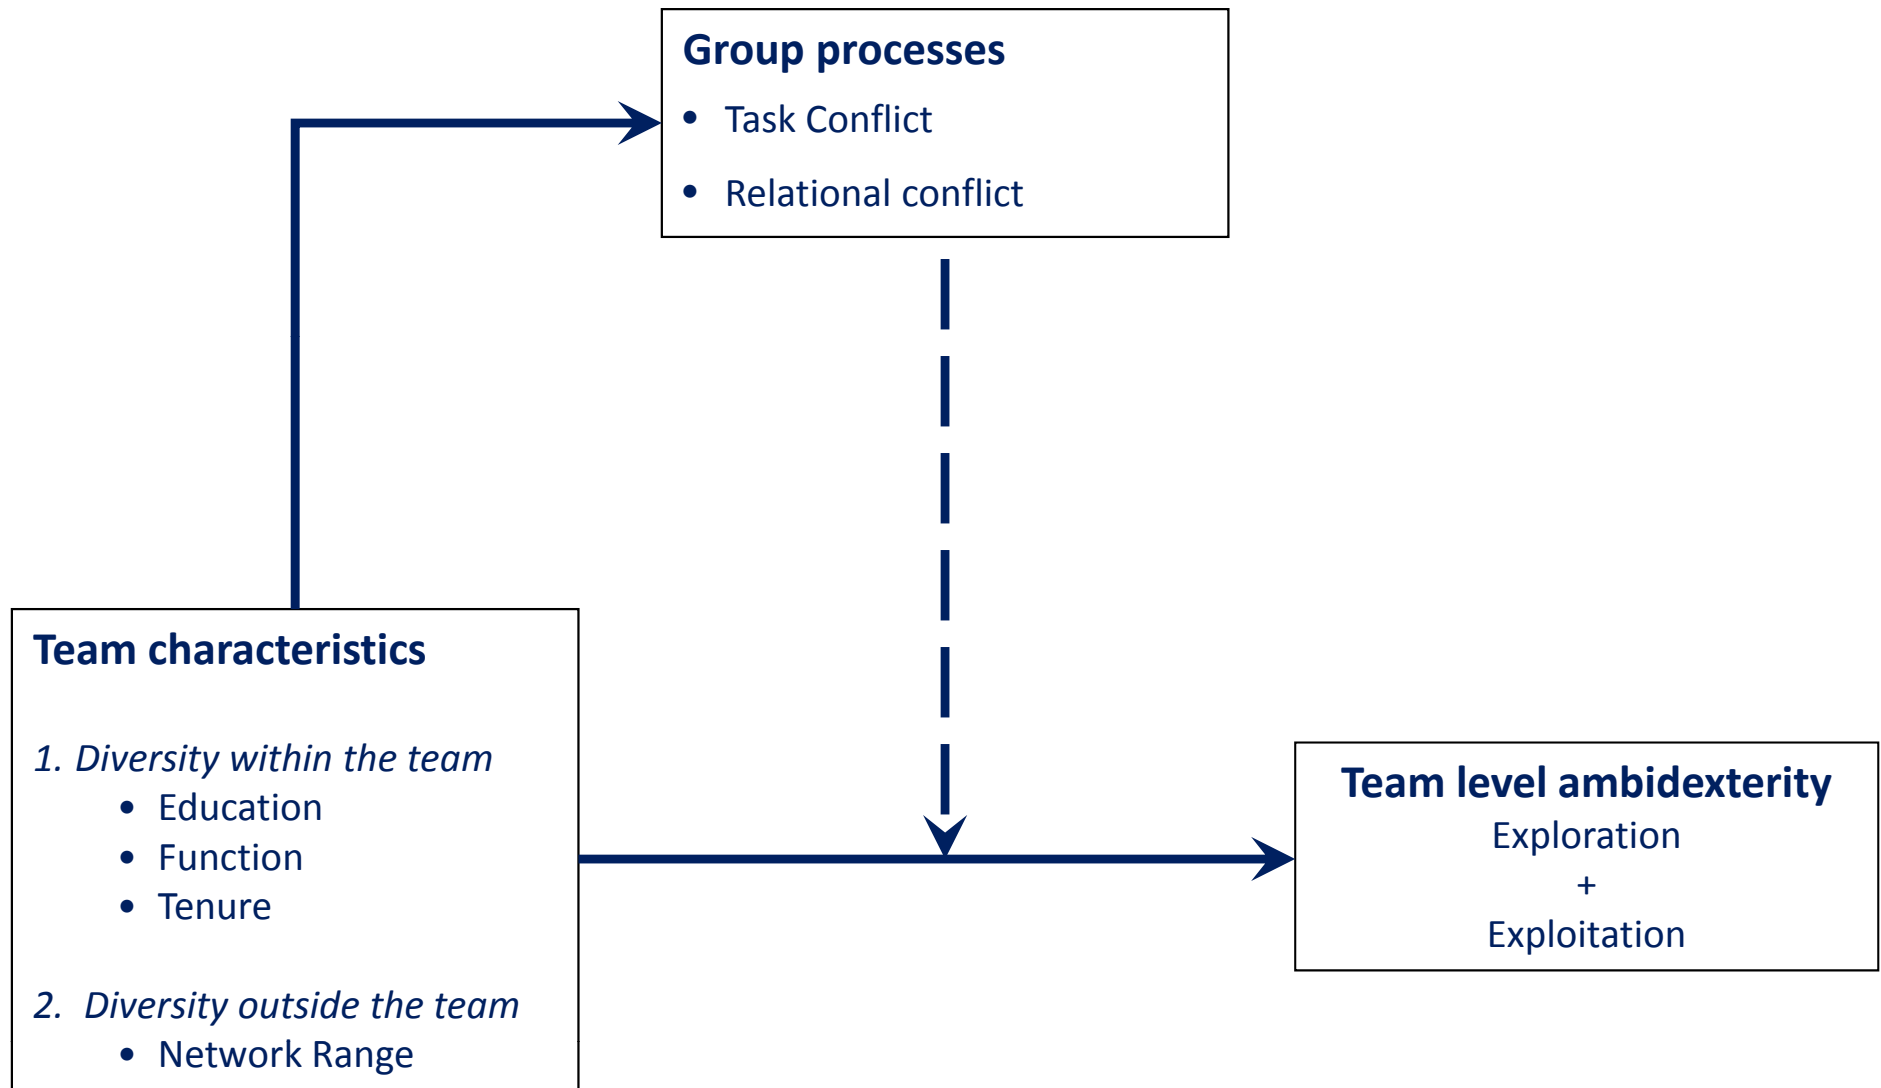 Group processes
• Task Conflict
• Relational conflict
Team characteristics
1. Diversity within the team
• Education
• Function
• Tenure
2. Diversity outside the team
• Network Range
Team level ambidexterity
Exploration
+
Exploitation